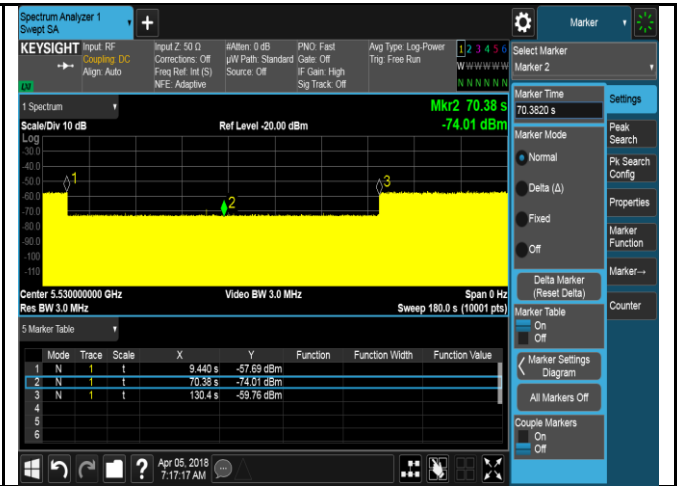 Spectrum Analyzer 1
Swept SA
+
Marker
KEYSIGHT
Input: RF
Coupling: DC
Align: Auto
Input Z: 50 Ω
Corrections: Off
Freq Ref: Int (S)
NFE: Adaptive
#Atten: 0 dB
µW Path: Standard
Source: Off
PNO: Fast
Gate: Off
IF Gain: High
Sig Track: Off
Avg Type: Log-Power
Trig: Free Run
1 2 3 4 5 6
W W W W W W
N N N N N N
Select Marker
Marker 2
1 Spectrum
Mkr2 70.38 s
-74.01 dBm
Scale/Div 10 dB
Ref Level -20.00 dBm
Log
-30.0
-40.0
-50.0
-60.0
-70.0
-80.0
-90.0
-100
-110
1
2
3
Center 5.530000000 GHz
Video BW 3.0 MHz
Span 0 Hz
Res BW 3.0 MHz
Sweep 180.0 s (10001 pts)
5 Marker Table
Mode Trace Scale X Y Function Function Width Function Value
1 N 1 t 9.440 s -57.69 dBm
2 N 1 t 70.38 s -74.01 dBm
3 N 1 t 130.4 s -59.76 dBm
4
5
6
Marker Time
70.3820 s
Marker Mode
Normal
Delta (Δ)
Fixed
Off
Delta Marker
(Reset Delta)
Marker Table
On
Off
Marker Settings
Diagram
All Markers Off
Couple Markers
On
Off
Settings
Peak
Search
Pk Search
Config
Properties
Marker
Function
Marker→
Counter
?
Apr 05, 2018
7:17:17 AM